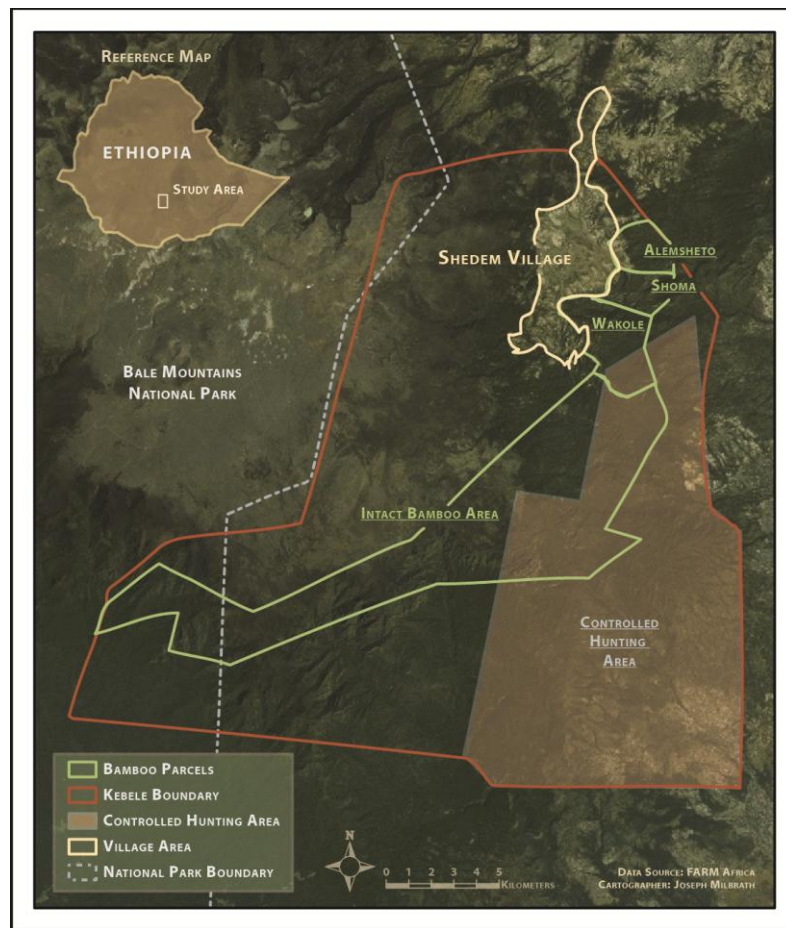 REFERENCE MAP
ETHIOPIA
STUDY AREA
SHEDEM VILLAGE
ALEMSHETO
SHOMA
WAKOLE
BALE MOUNTAINS
NATIONAL PARK
INTACT BAMBOO AREA
CONTROLLED
HUNTING
AREA
BAMBOO PARCELS
KEBELE BOUNDARY
CONTROLLED HUNTING AREA
VILLAGE AREA
NATIONAL PARK BOUNDARY
N
0 1 2 3 4 5
KILOMETERS
DATA SOURCE: FARM AFRICA
CARTOGRAPHER: JOSEPH MILBRATH